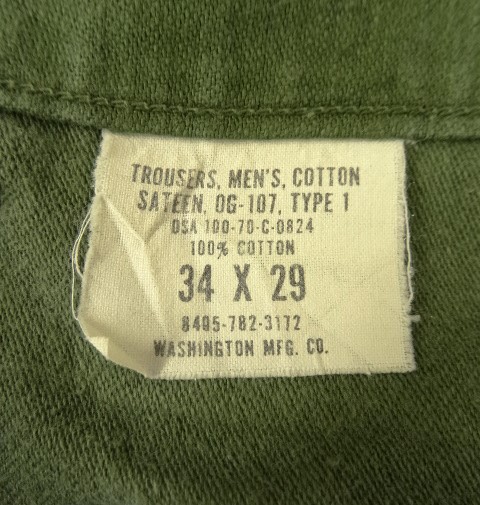 TROUSERS, MEN'S, COTTON
SATEEN, OG-107, TYPE 1
DSA 100-70-C-0824
100% COTTON
34 X 29
8405-782-3172
WASHINGTON MFG. CO.